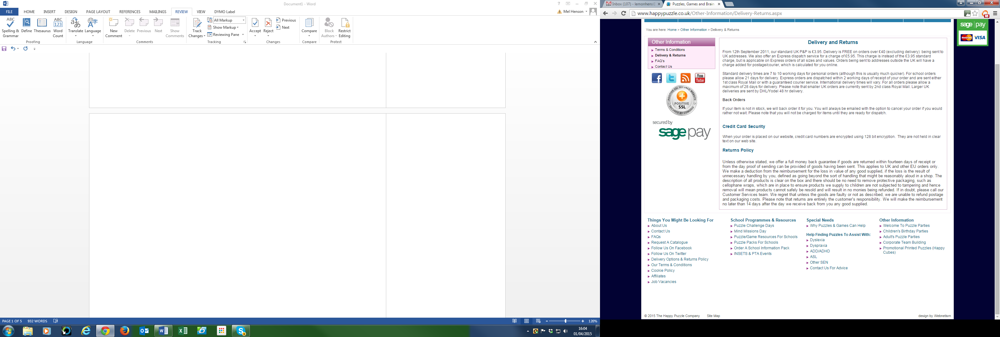 Document1 - Word
FILE HOME INSERT DESIGN PAGE LAYOUT REFERENCES MAILINGS REVIEW VIEW DYMO Label
Mel Henson
ABC
Spelling & Grammar
Define
Thesaurus
ABC
123
Word Count
Translate
Language
New Comment
Delete
Previous
Next
Show Comments
Track Changes
All Markup
Show Markup
Reviewing Pane
Accept
Reject
Previous
Next
Compare
Block Authors
Restrict Editing
Proofing
Language
Comments
Tracking
Changes
Compare
Protect
PAGE 1 OF 5 932 WORDS
120%
16:04
01/04/2015
Inbox (107) - lemonhens@
Puzzles, Games and Brain
www.happypuzzle.co.uk/Other-Information/Delivery-Returns.aspx
sage pay
MasterCard VISA
You are here: Home > Other Information > Delivery & Returns
Other Information
Terms & Conditions
Delivery & Returns
FAQ's
Contact Us
You Tube
POSITIVE SSL SECURED WEBSITE
POSITIVE
SSL
SECURED BY COMODO
secured by
sage pay
Delivery and Returns
From 12th September 2011, our standard UK P&P is £3.95. Delivery is FREE on orders over £40 (excluding delivery) being sent to
UK addresses. We also offer an Express dispatch service for a charge of £5.95. This charge is instead of the £3.95 standard
charge, but is applicable on Express orders of all sizes and values. Orders being sent to addresses outside the UK will have a
charge added for postage/courier, which is calculated for you online.
Standard delivery times are 7 to 10 working days for personal orders (although this is usually much quicker). For school orders
please allow 21 days for delivery. Express orders are dispatched within 2 working days of receipt of your order and are sent either
1st class Royal Mail or with a guaranteed courier service. International delivery times will vary. For all orders please allow a
maximum of 28 days for delivery. Please note that smaller UK orders are currently sent by 2nd class Royal Mail. Larger UK
deliveries are sent by DHL/Yodel 48 hr delivery.
Back Orders
If your item is not in stock, we will back order it for you. You will always be emailed with the option to cancel your order if you would
rather not wait. Please note that you will not be charged for items until they are ready for dispatch.
Credit Card Security
When your order is placed on our website, credit card numbers are encrypted using 128 bit encryption. They are not held in clear
text on our web site.
Returns Policy
Unless otherwise stated, we offer a full money back guarantee if goods are returned within fourteen days of receipt or
from the day proof of sending can be provided of goods having been sent. This applies to UK and other EU orders only.
We make a deduction from the reimbursement for the loss in value of any good supplied, if the loss is the result of
unnecessary handling by you, defined as going beyond the sort of handling that might be reasonably aloud in a shop. The
description of all products is clear on the box and there should be no need to remove protective packaging, such as
cellophane wraps, which are in place to ensure products we supply to children are not subjected to tampering and hence
removal will mean products cannot safely be resold and will result in no monies being refunded. If in doubt, please call our
Customer Services team. We regret that unless the goods are faulty or not as described, we are unable to refund postage
and packaging costs. Please note that returns are entirely the customer's responsibility. We will make the reimbursement
no later than 14 days after the day we receive back from you any good supplied.
Things You Might Be Looking For
About Us
Contact Us
FAQs
Request A Catalogue
Follow Us On Facebook
Follow Us On Twitter
Delivery Options & Returns Policy
Our Terms & Conditions
Cookie Policy
Affiliates
Job Vacancies
School Programmes & Resources
Puzzle Challenge Days
Mind Missions Day
Puzzle/Game Resources For Schools
Puzzle Packs For Schools
Order A School Information Pack
INSETS & PTA Events
Special Needs
Why Puzzles & Games Can Help
Help Finding Puzzles To Assist With:
Dyslexia
Dyspraxia
ADD/ADHD
ASL
Other SEN
Contact Us For Advice
Other Information
Welcome To Puzzle Parties
Children's Birthday Parties
Adult's Puzzle Parties
Corporate Team Building
Promotional Printed Puzzles (Happy
Cubes)
© 2015 The Happy Puzzle Company Site Map
design by Webnetism